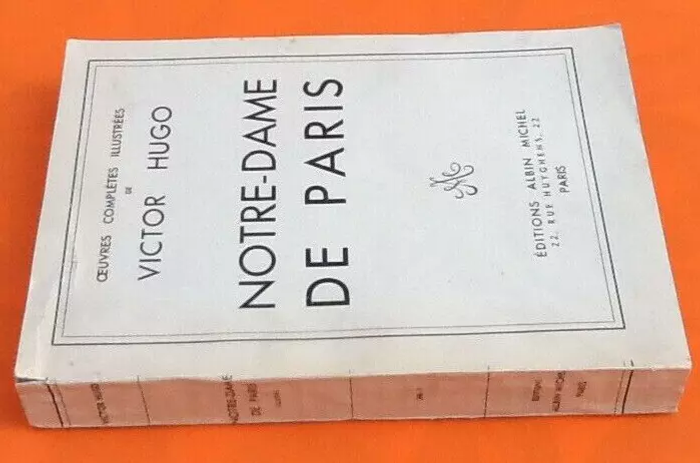 ŒUVRES COMPLÈTES ILLUSTRÉES
DE
VICTOR HUGO
NOTRE-DAME
DE PARIS
ÉDITIONS ALBIN MICHEL
22, RUE HUYGHENS, 22
PARIS
VICTOR HUGO
NOTRE-DAME
DE PARIS
EDITIONS
ALBIN MICHEL
PARIS